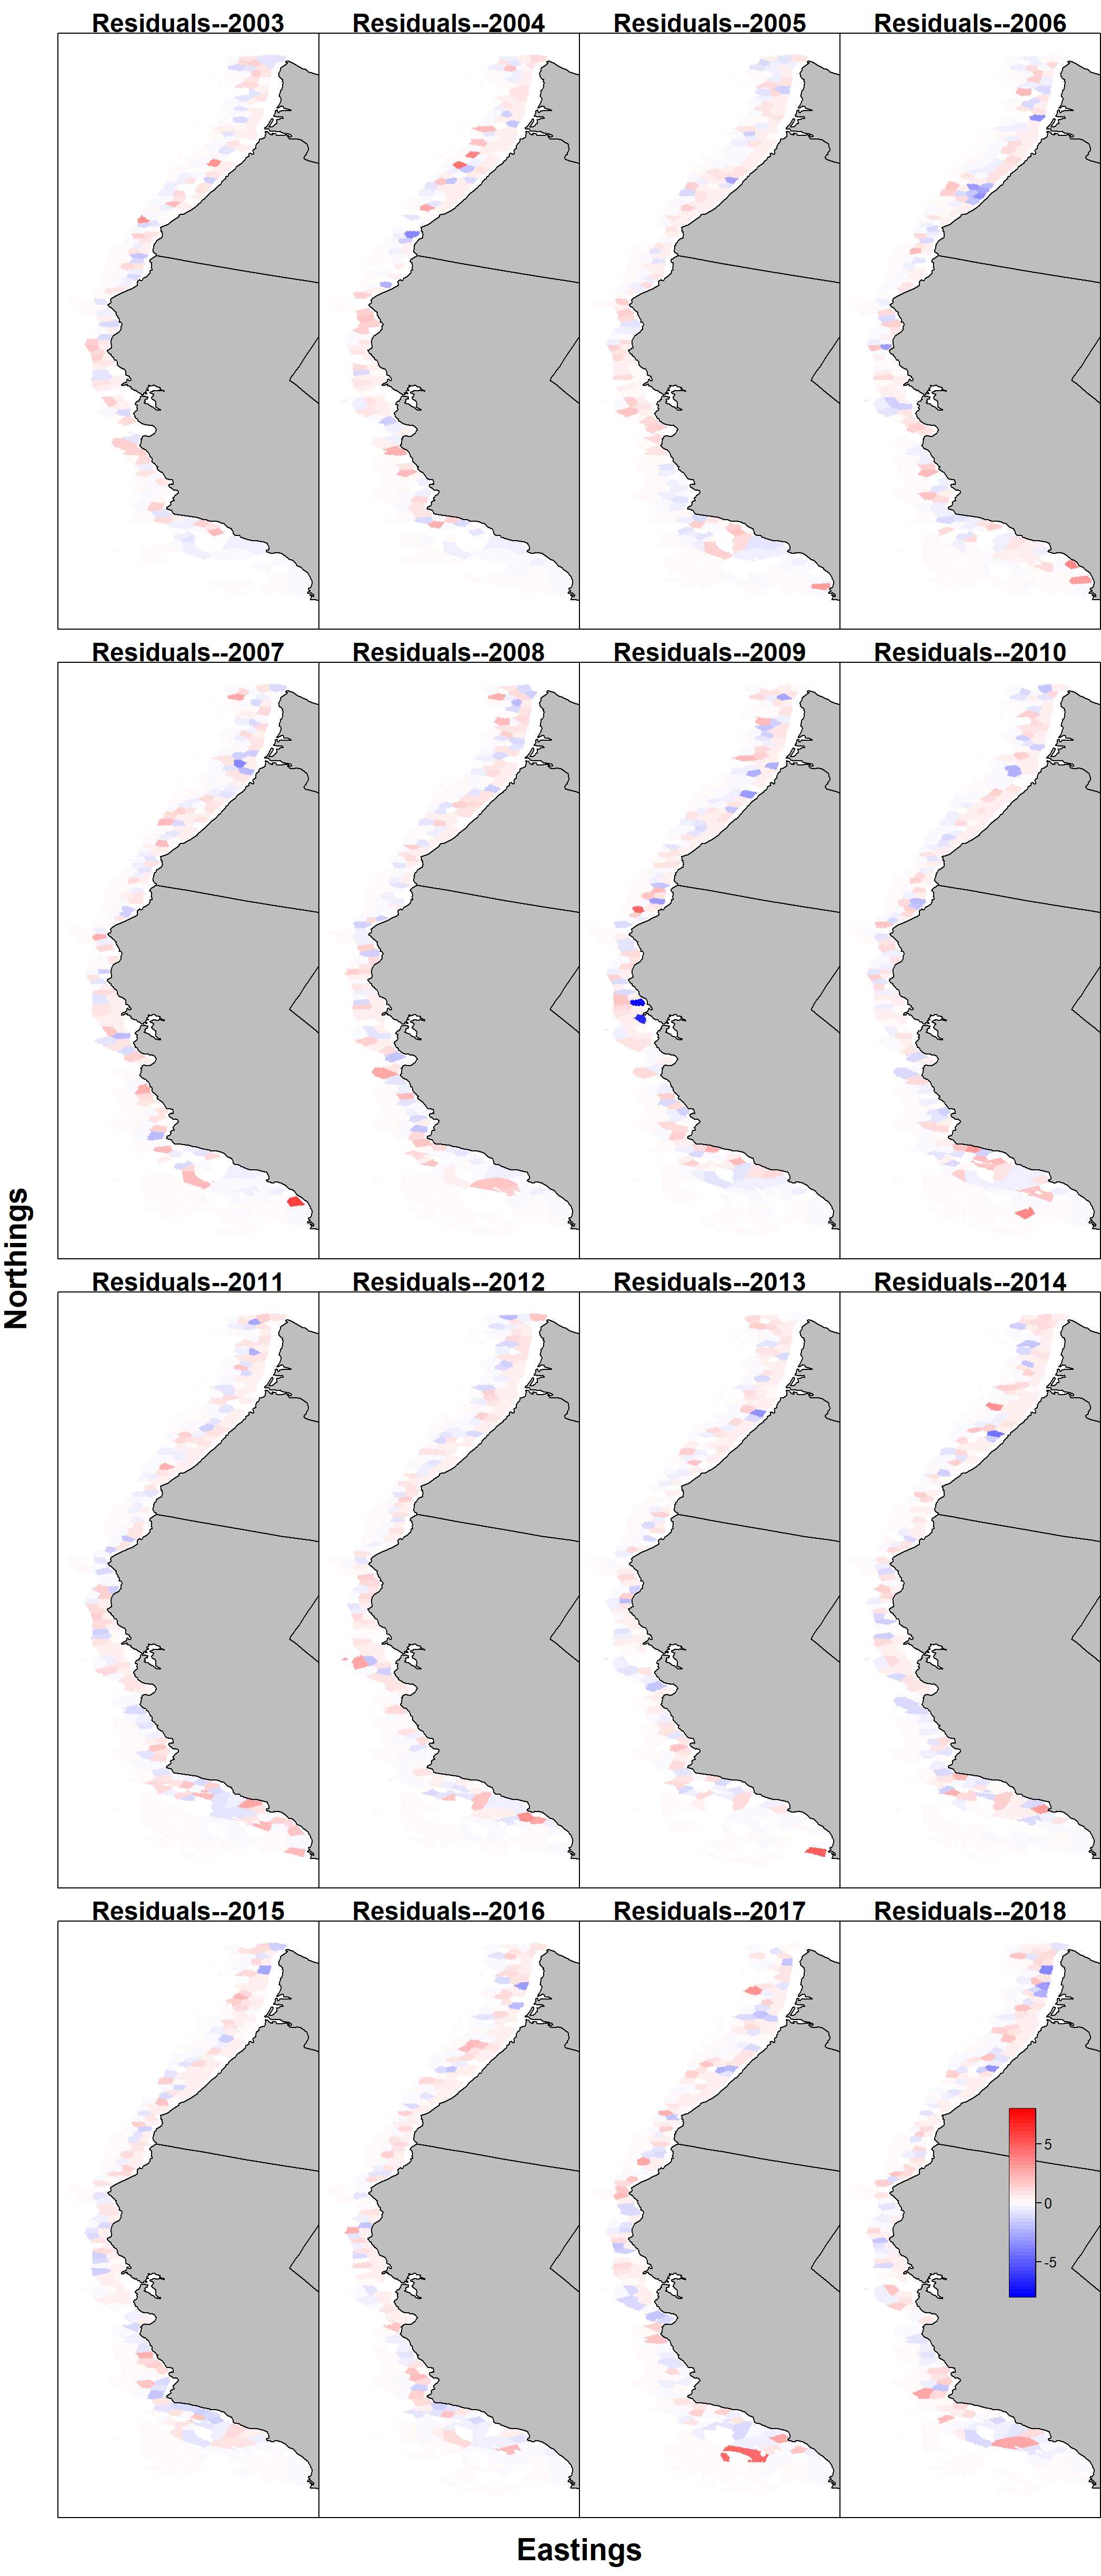 Residuals--2003 Residuals--2004 Residuals--2005 Residuals--2006
Residuals--2007 Residuals--2008 Residuals--2009 Residuals--2010
Northings
Residuals--2011 Residuals--2012 Residuals--2013 Residuals--2014
Residuals--2015 Residuals--2016 Residuals--2017 Residuals--2018
5
0
-5
Eastings